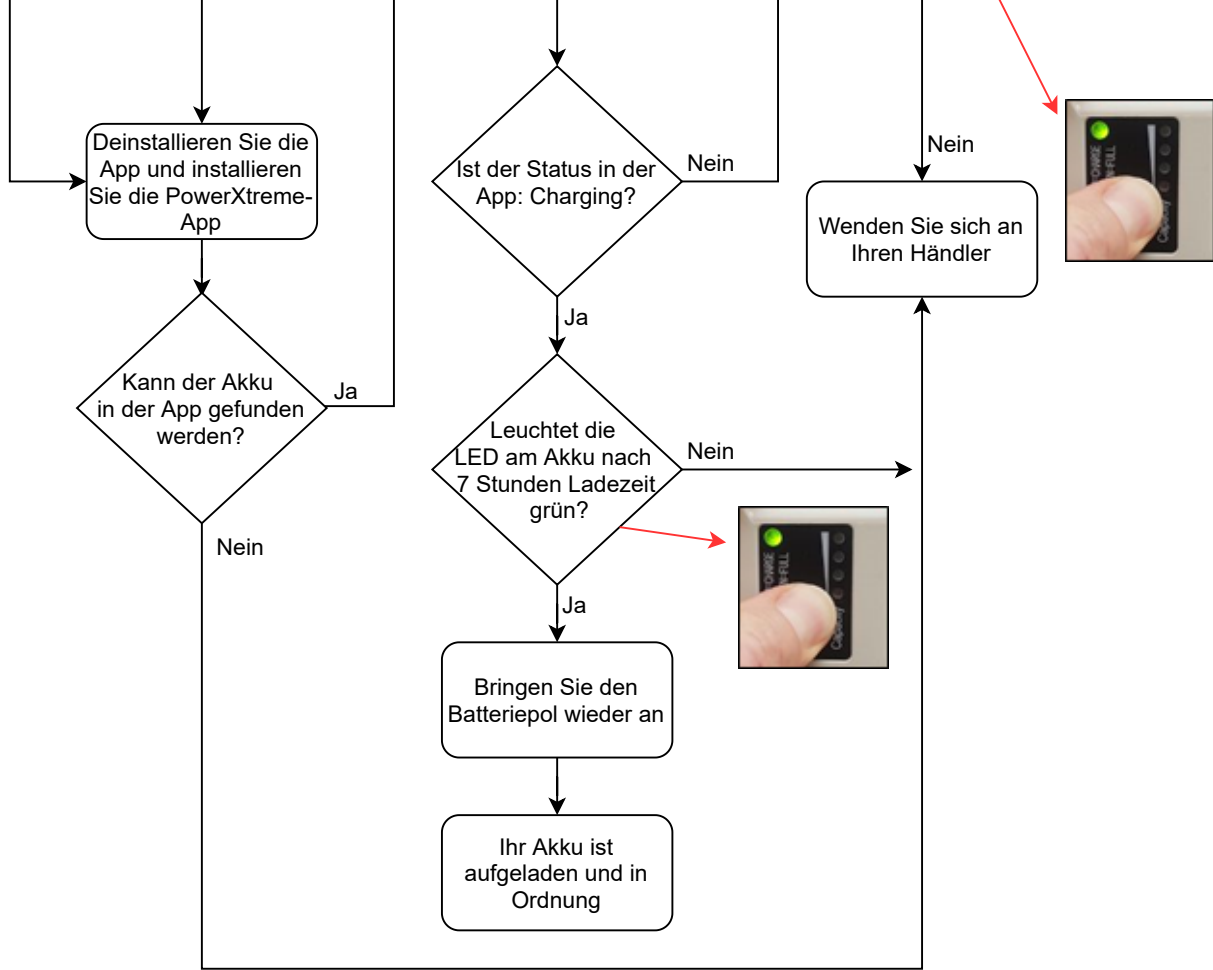 Deinstallieren Sie die
App und installieren
Sie die PowerXtreme-
App
Kann der Akku
in der App gefunden
werden?
Ja
Nein
Ist der Status in der
App: Charging?
Nein
Ja
Leuchtet die
LED am Akku nach
7 Stunden Ladezeit
grün?
Nein
Ja
Bringen Sie den
Batteriepol wieder an
Ihr Akku ist
aufgeladen und in
Ordnung
Nein
Wenden Sie sich an
Ihren Händler
Capacity
Capacity